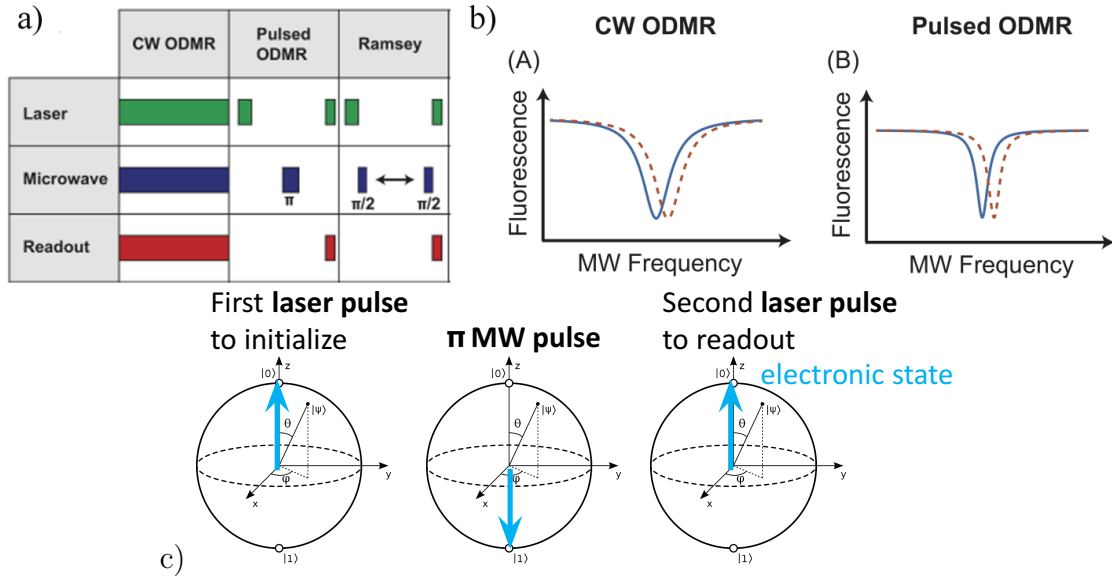 a)
CW ODMR
Pulsed
ODMR
Ramsey
Laser
Microwave
π
π/2
π/2
Readout
b)
CW ODMR
Pulsed ODMR
(A)
(B)
Fluorescence
MW Frequency
Fluorescence
MW Frequency
First laser pulse
to initialize
π MW pulse
Second laser pulse
to readout
electronic state
z
|0⟩
|ψ⟩
θ
φ
y
x
|1⟩
z
|0⟩
|ψ⟩
θ
φ
y
x
|1⟩
z
|0⟩
|ψ⟩
θ
φ
y
x
|1⟩
c)